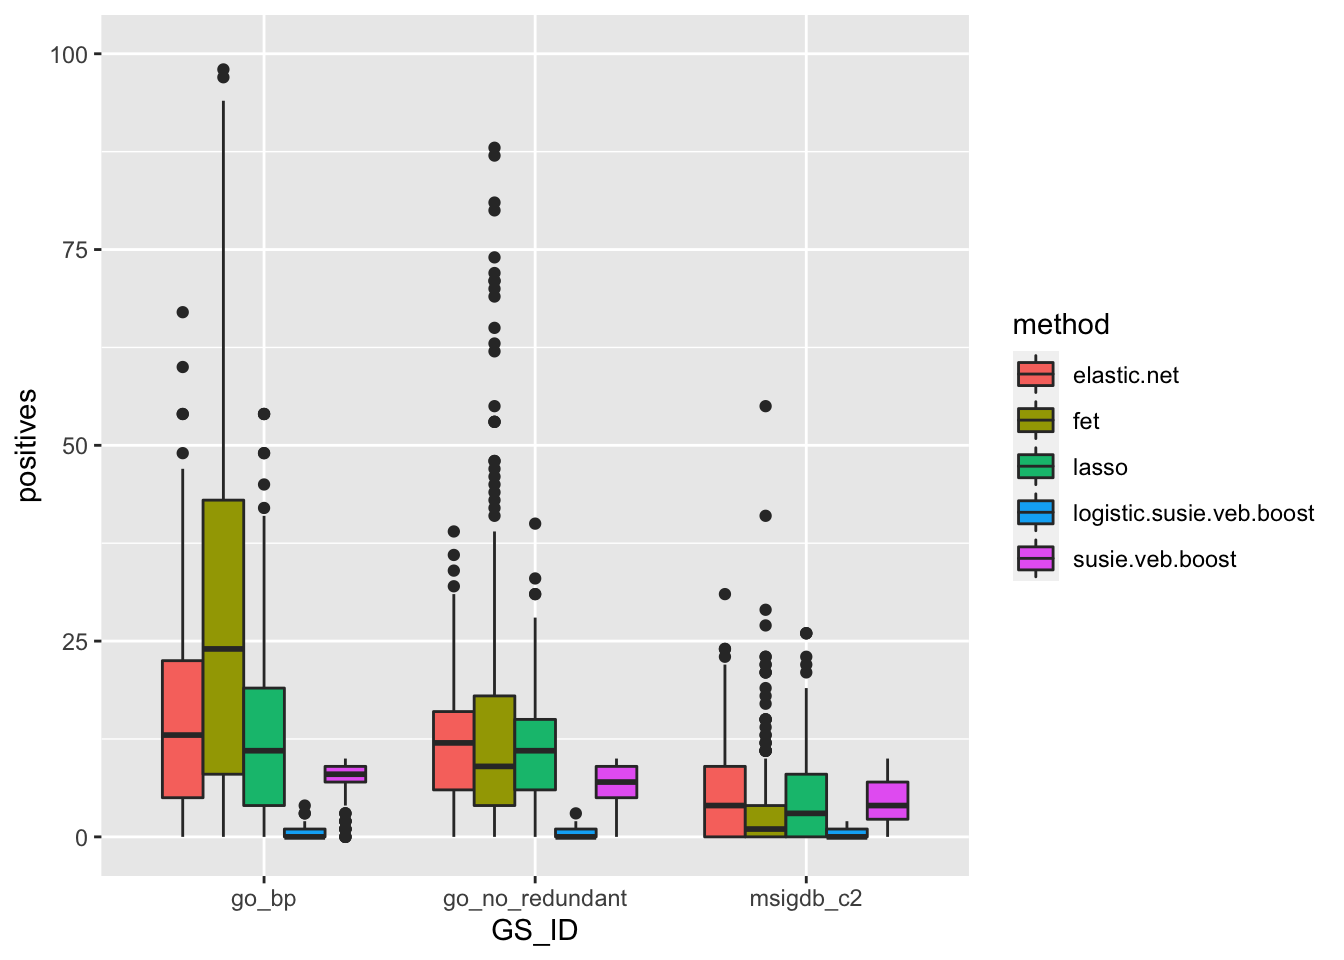 100
75
50
25
0
positives
go_bp
go_no_redundant
msigdb_c2
GS_ID
method
elastic.net
fet
lasso
logistic.susie.veb.boost
susie.veb.boost